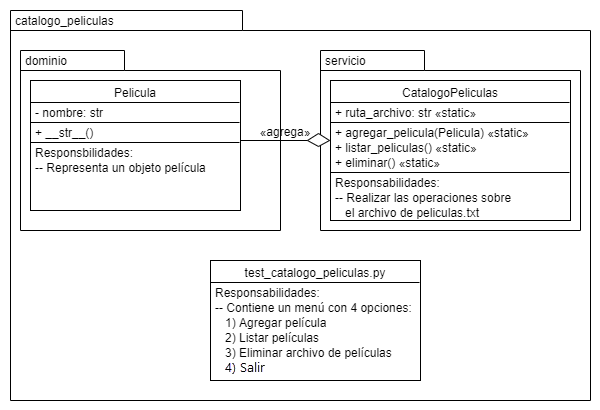 catalogo_peliculas
dominio
Pelicula
- nombre: str
+ __str__()
Responsbilidades:
-- Representa un objeto película
«agrega»
servicio
CatalogoPeliculas
+ ruta_archivo: str «static»
+ agregar_pelicula(Pelicula) «static»
+ listar_peliculas() «static»
+ eliminar() «static»
Responsabilidades:
-- Realizar las operaciones sobre
el archivo de peliculas.txt
test_catalogo_peliculas.py
Responsabilidades:
-- Contiene un menú con 4 opciones:
1) Agregar película
2) Listar películas
3) Eliminar archivo de películas
4) Salir